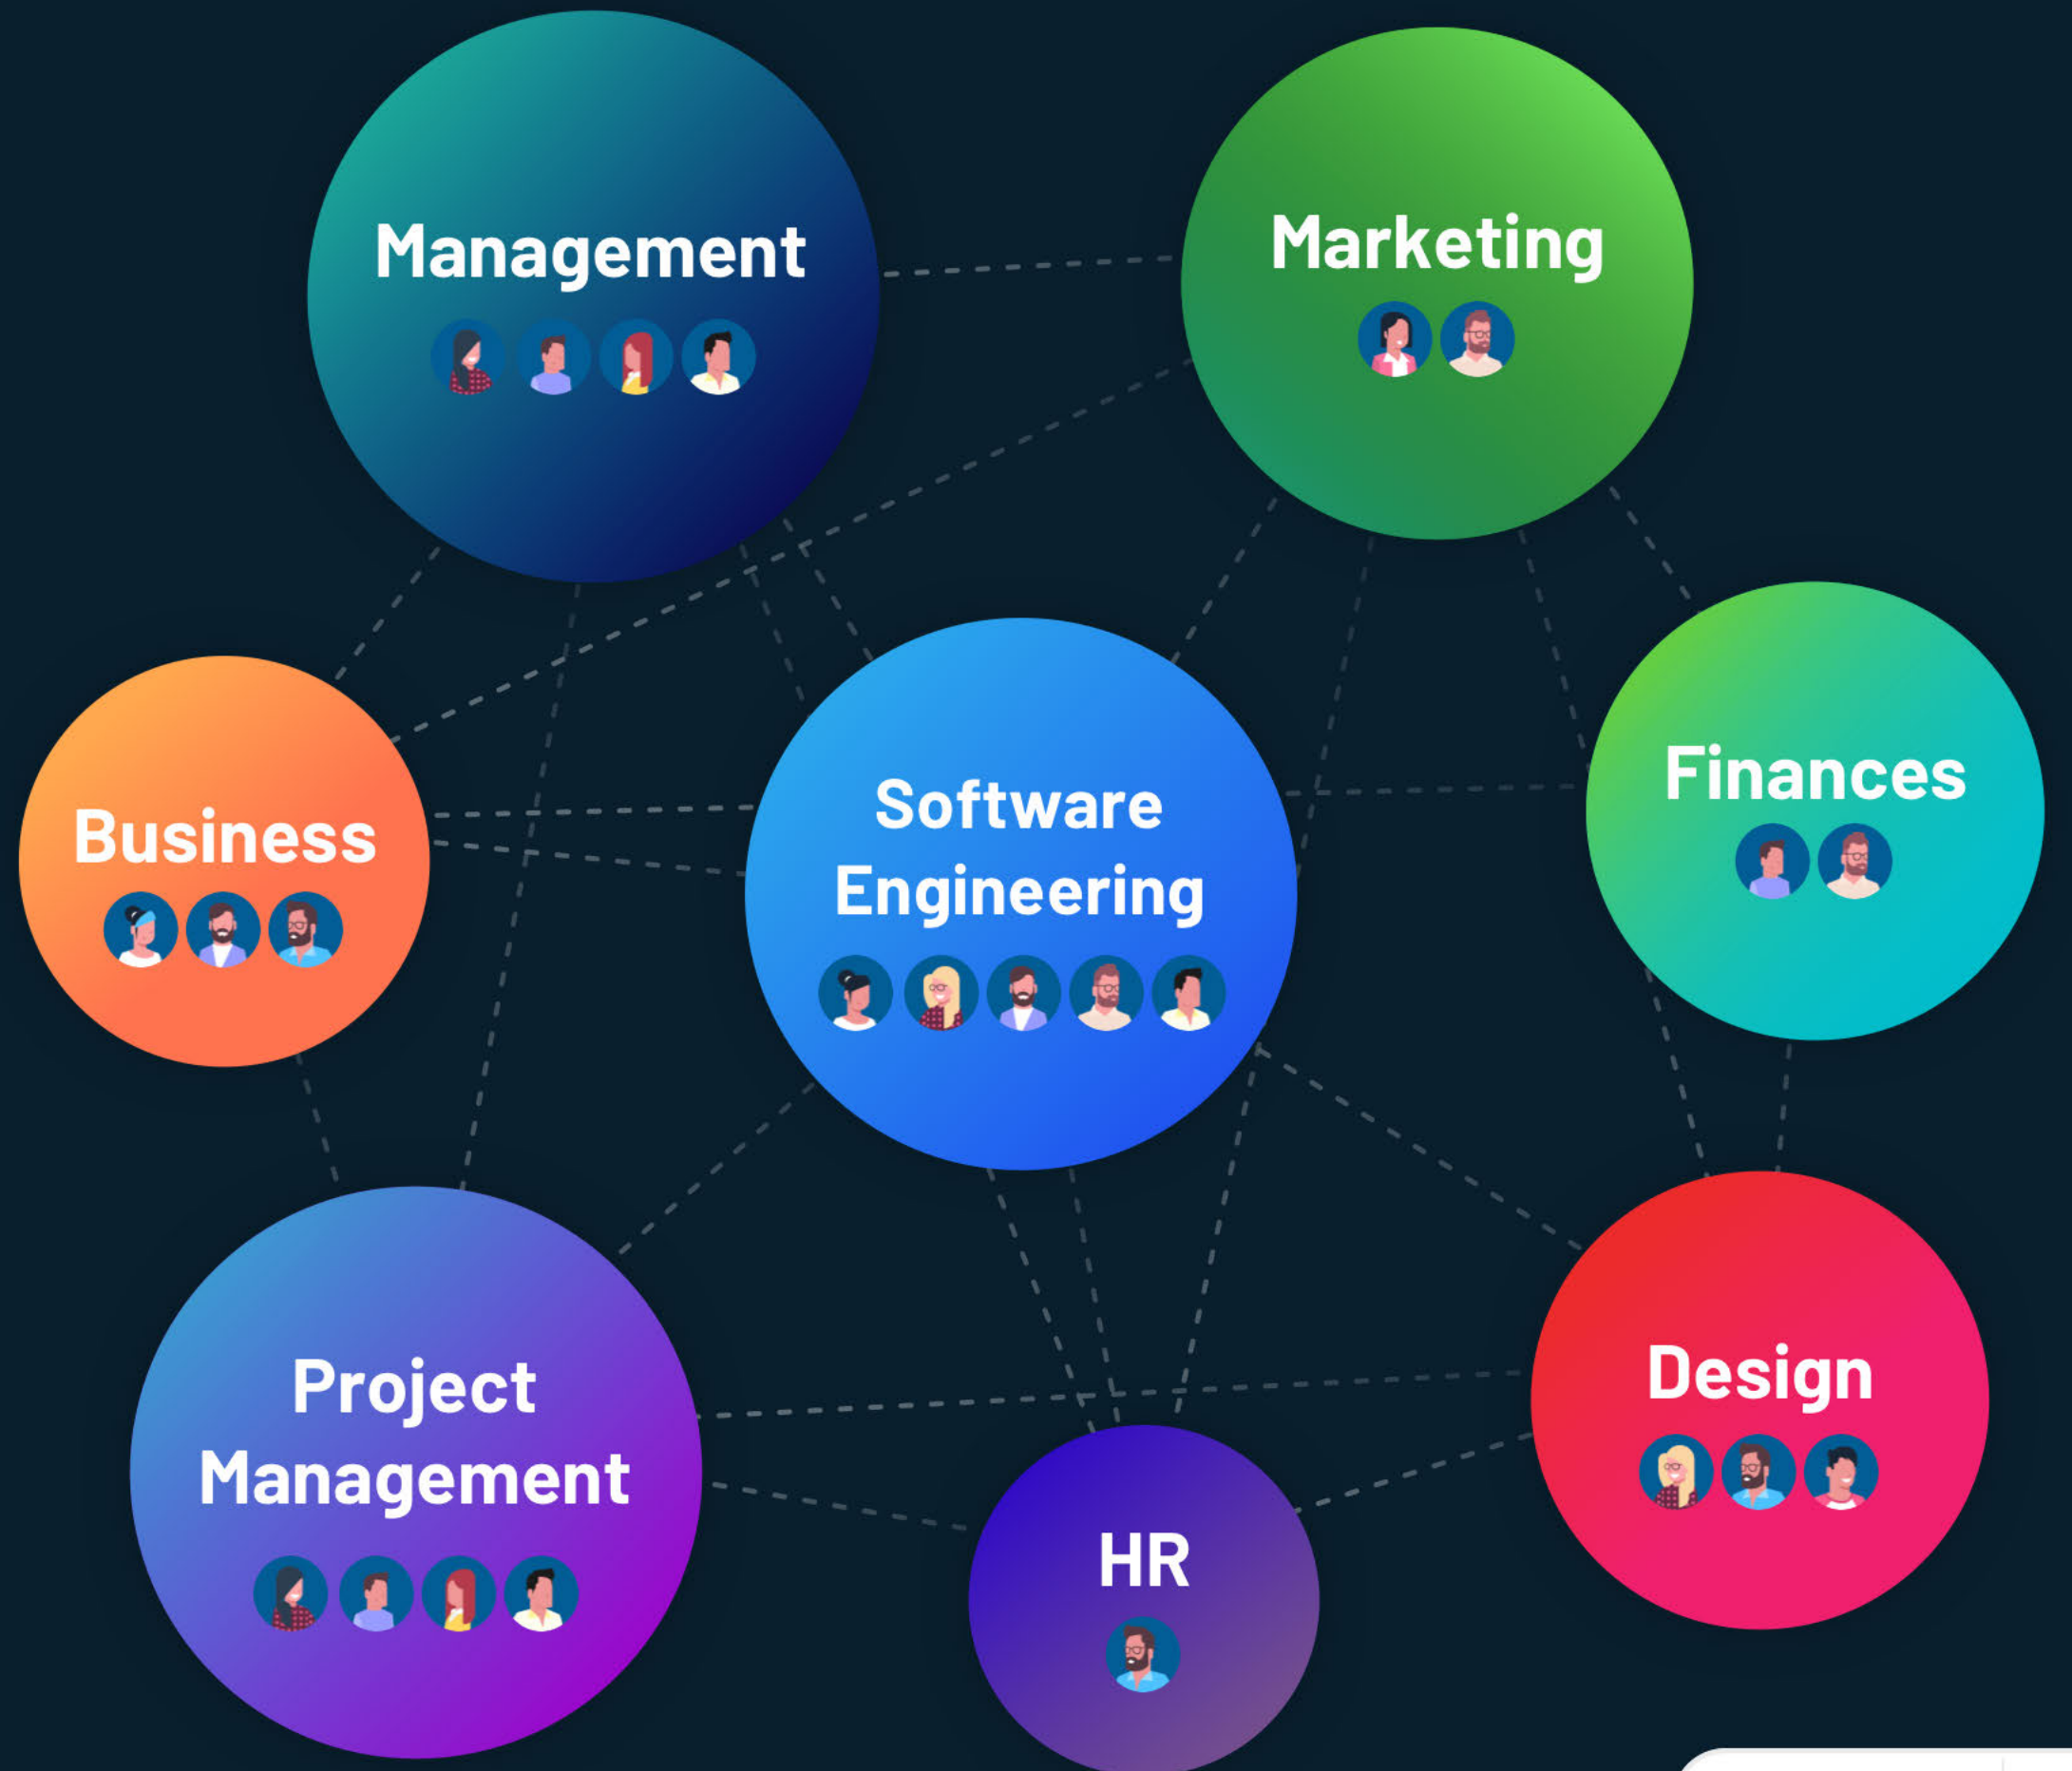 Management
Marketing
Business
Software
Engineering
Finances
Project
Management
HR
Design